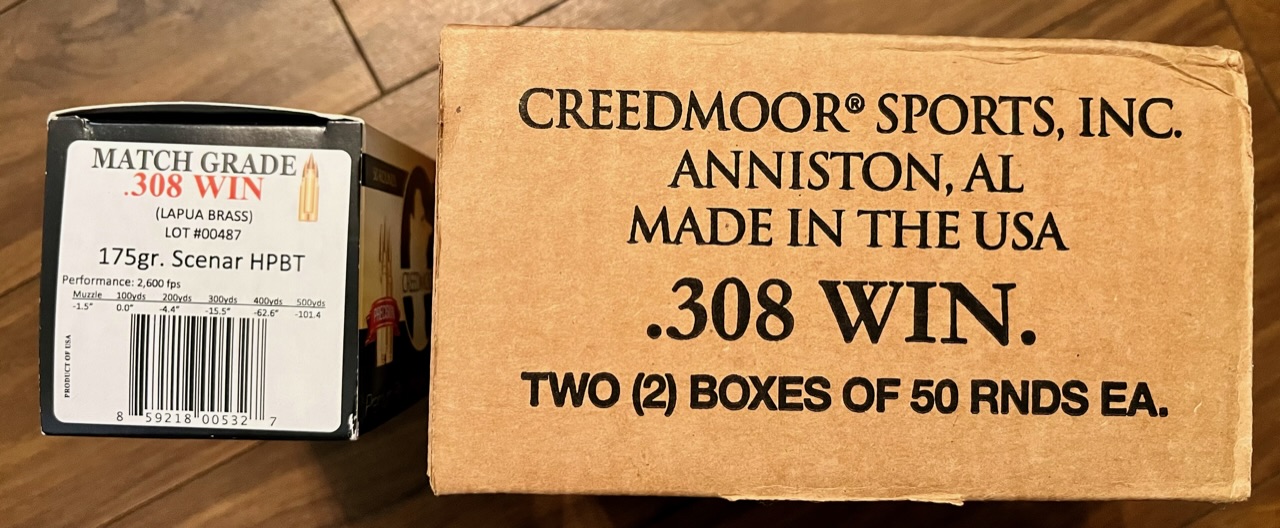 MATCH GRADE
.308 WIN
(LAPUA BRASS)
LOT #00487
175gr. Scenar HPBT
Performance: 2,600 fps
Muzzle 100yds 200yds 300yds 400yds 500yds
-1.5" 0.0" -4.4" -15.5" -62.6" -101.4
PRODUCT OF USA
8 59218 00532 7
CREEDMOOR® SPORTS, INC.
ANNISTON, AL
MADE IN THE USA
.308 WIN.
TWO (2) BOXES OF 50 RNDS EA.